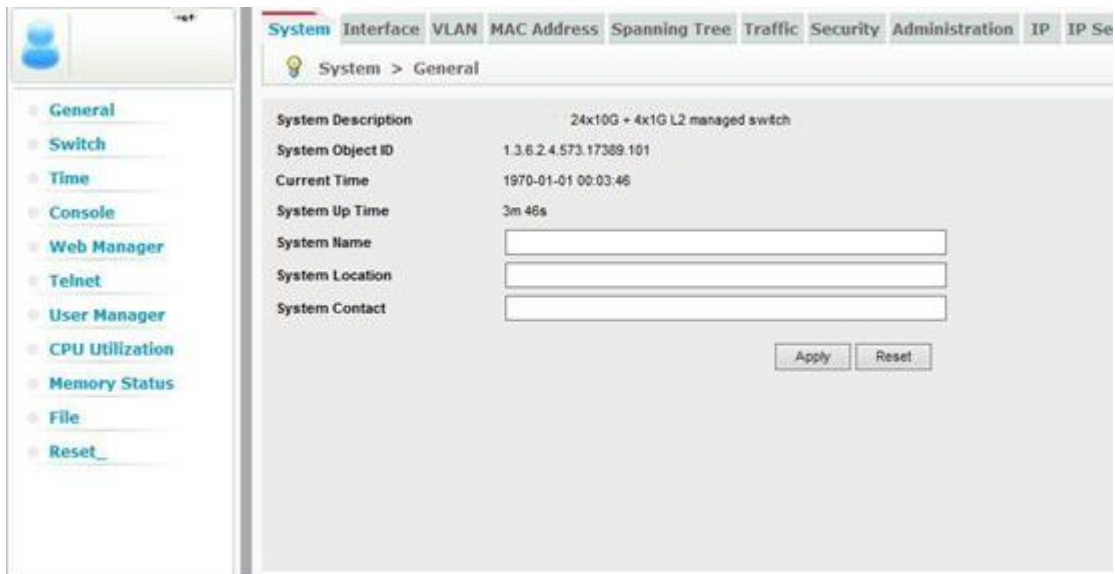 System Interface VLAN MAC Address Spanning Tree Traffic Security Administration IP IP Se
System > General
General
Switch
Time
Console
Web Manager
Telnet
User Manager
CPU Utilization
Memory Status
File
Reset_
System Description 24x10G + 4x1G L2 managed switch
System Object ID 1.3.6.2.4.573.17389.101
Current Time 1970-01-01 00:03:46
System Up Time 3m 46s
System Name
System Location
System Contact
Apply Reset